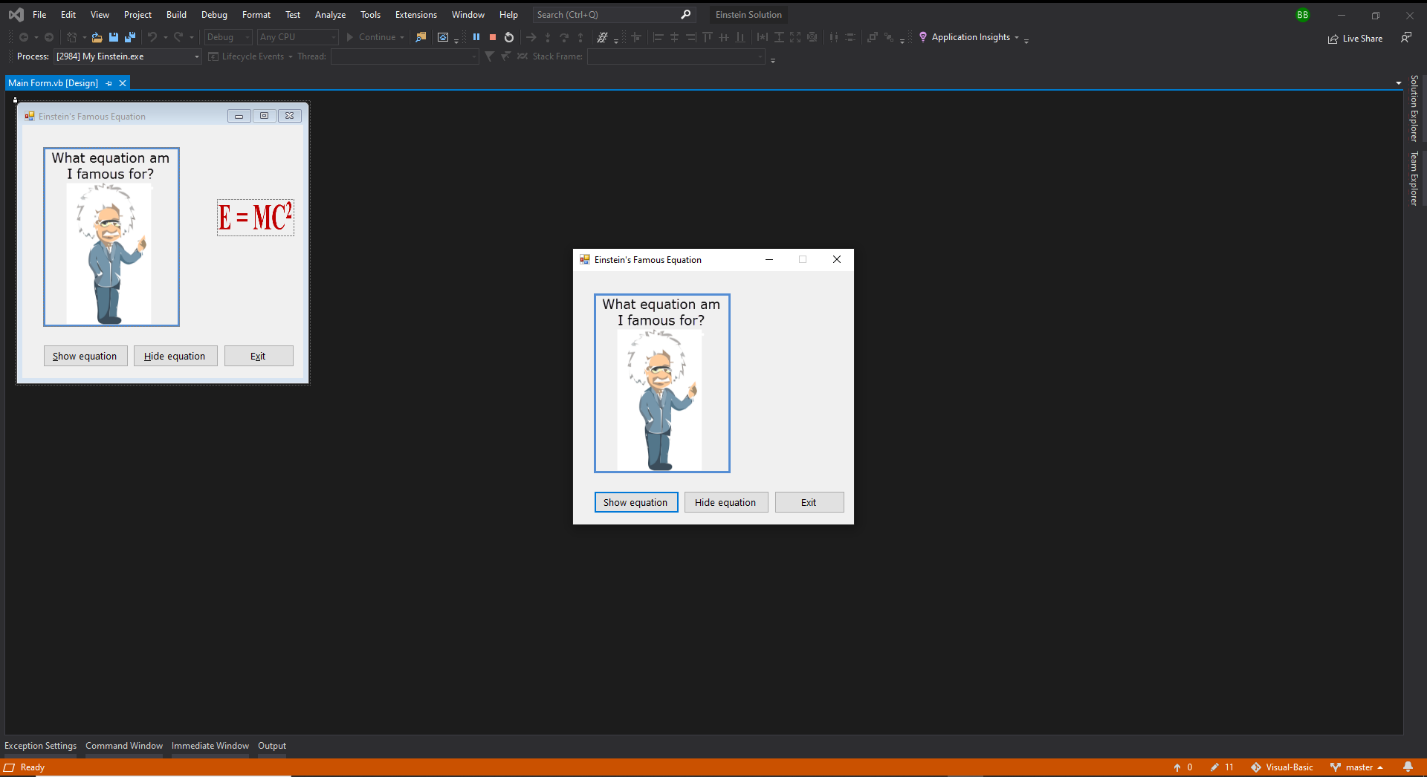 File Edit View Project Build Debug Format Test Analyze Tools Extensions Window Help Search (Ctrl+Q) Einstein Solution BB
Debug Any CPU Continue Application Insights Live Share
Process: [2984] My Einstein.exe Lifecycle Events Thread: Stack Frame:
Main Form.vb [Design]
Einstein's Famous Equation
What equation am
I famous for?
E = MC²
Show equation Hide equation Exit
Einstein's Famous Equation
What equation am
I famous for?
Show equation Hide equation Exit
Solution Explorer
Team Explorer
Exception Settings Command Window Immediate Window Output
Ready 0 11 Visual-Basic master